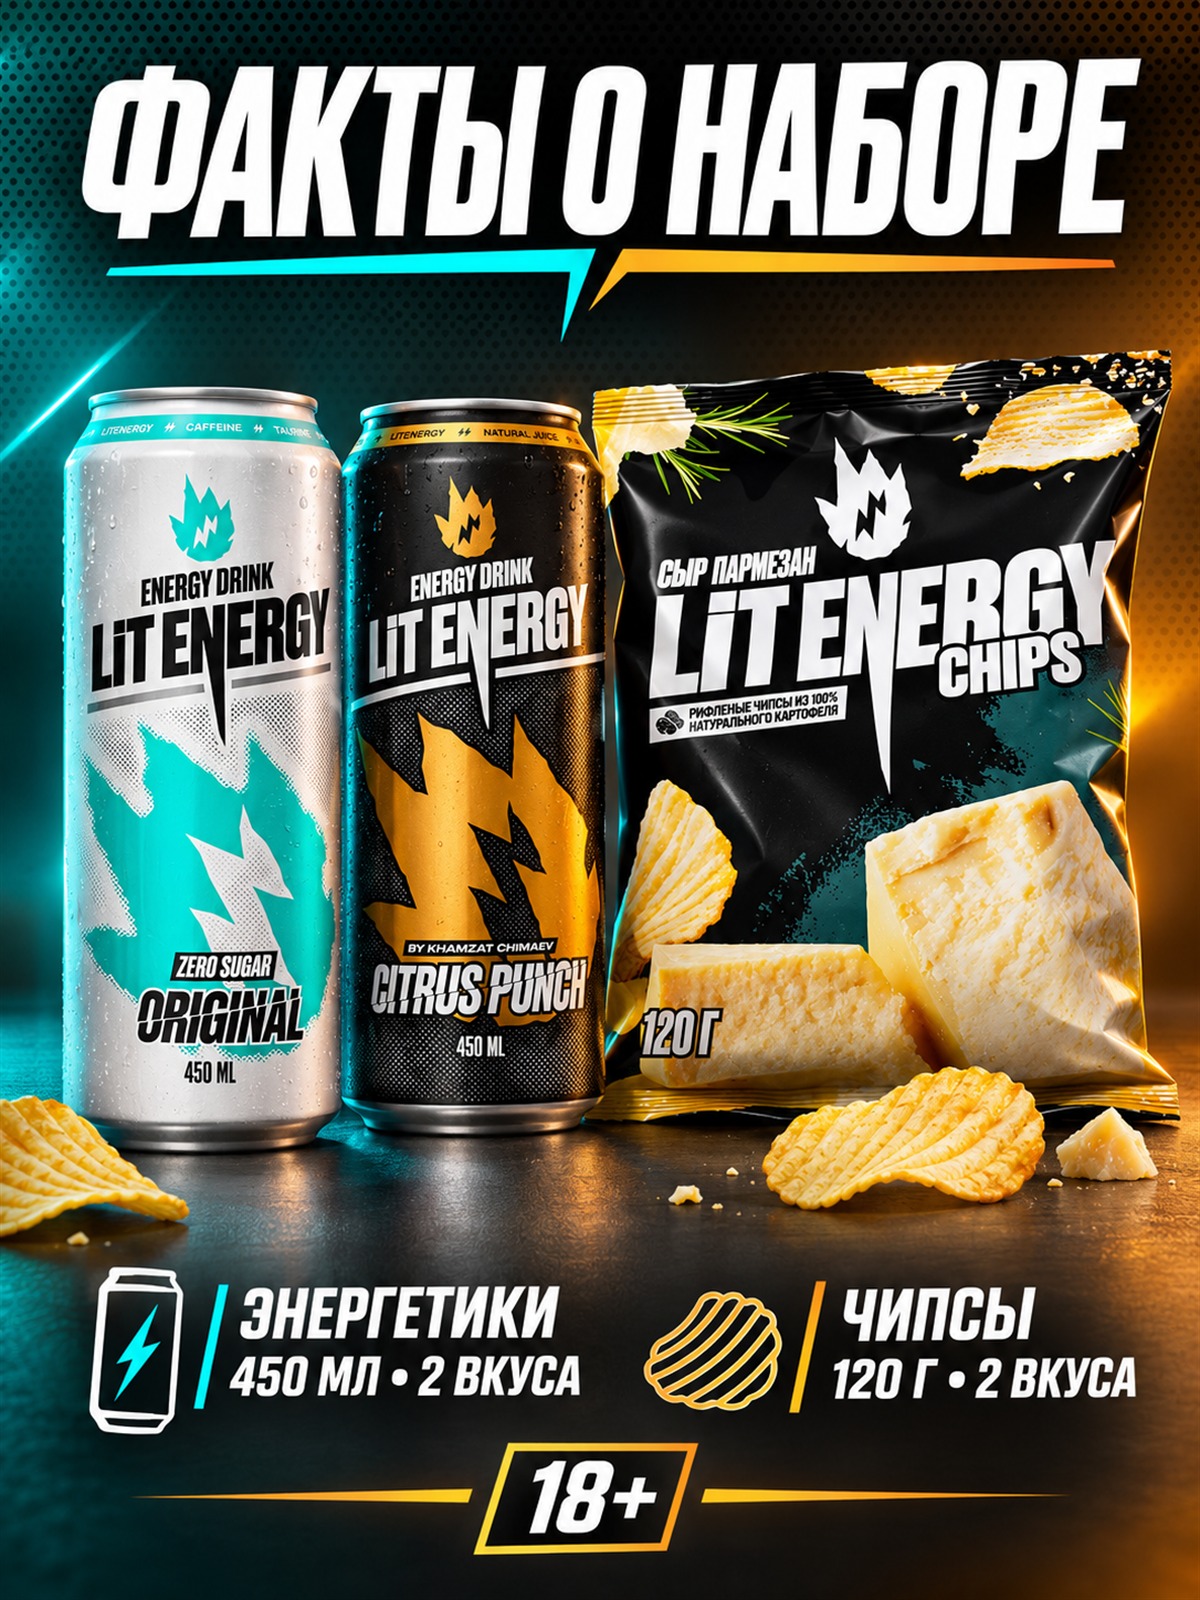 ФАКТЫ О НАБОРЕ
LITENERGY CAFFEINE
ENERGY DRINK
LIT ENERGY
ZERO SUGAR
ORIGINAL
450 ML
LITENERGY NATURAL JUICE
ENERGY DRINK
LIT ENERGY
BY KHAMZAT CHIMAEV
CITRUS PUNCH
450 ML
СЫР ПАРМЕЗАН
LIT ENERGY
CHIPS
РИФЛЕНЫЕ ЧИПСЫ ИЗ 100%
НАТУРАЛЬНОГО КАРТОФЕЛЯ
120 Г
ЭНЕРГЕТИКИ
450 МЛ • 2 ВКУСА
ЧИПСЫ
120 Г • 2 ВКУСА
18+